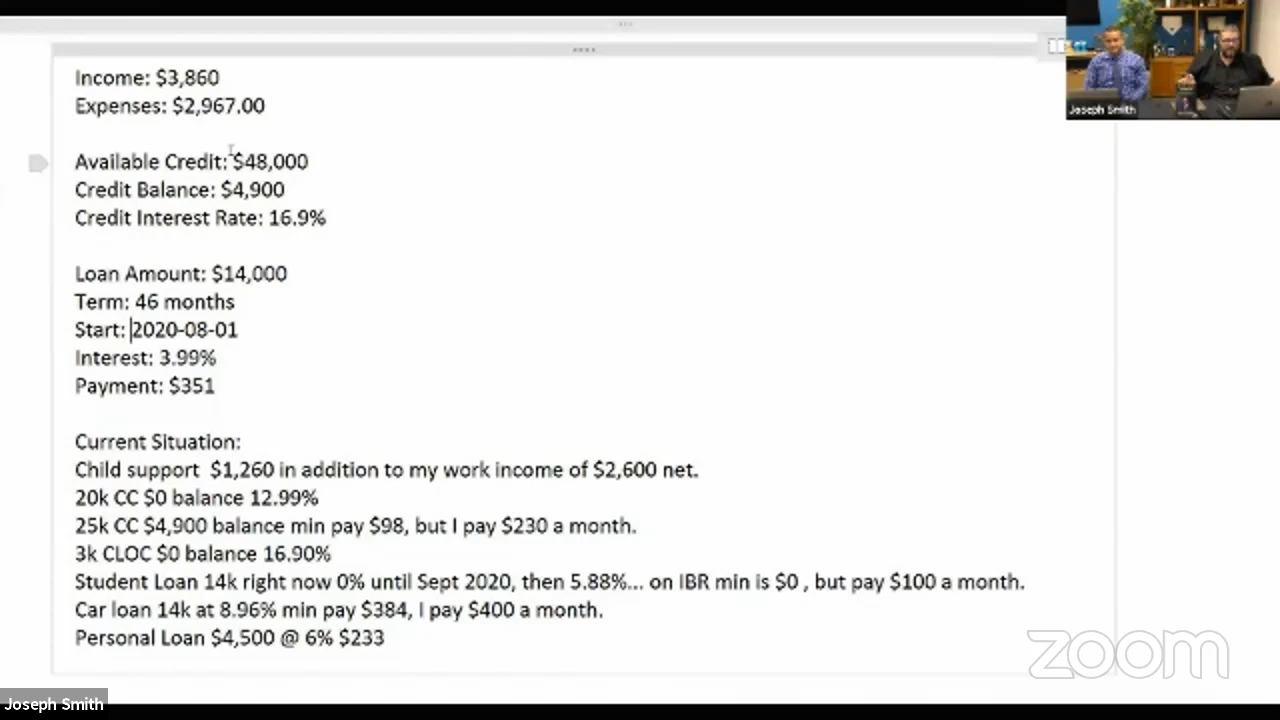 Income: $3,860
Expenses: $2,967.00
Available Credit: $48,000
Credit Balance: $4,900
Credit Interest Rate: 16.9%
Loan Amount: $14,000
Term: 46 months
Start: 2020-08-01
Interest: 3.99%
Payment: $351
Current Situation:
Child support  $1,260 in addition to my work income of $2,600 net.
20k CC $0 balance 12.99%
25k CC $4,900 balance min pay $98, but I pay $230 a month.
3k CLOC $0 balance 16.90%
Student Loan 14k right now 0% until Sept 2020, then 5.88%... on IBR min is $0 , but pay $100 a month.
Car loan 14k at 8.96% min pay $384, I pay $400 a month.
Personal Loan $4,500 @ 6% $233
Joseph Smith
zoom
Joseph Smith